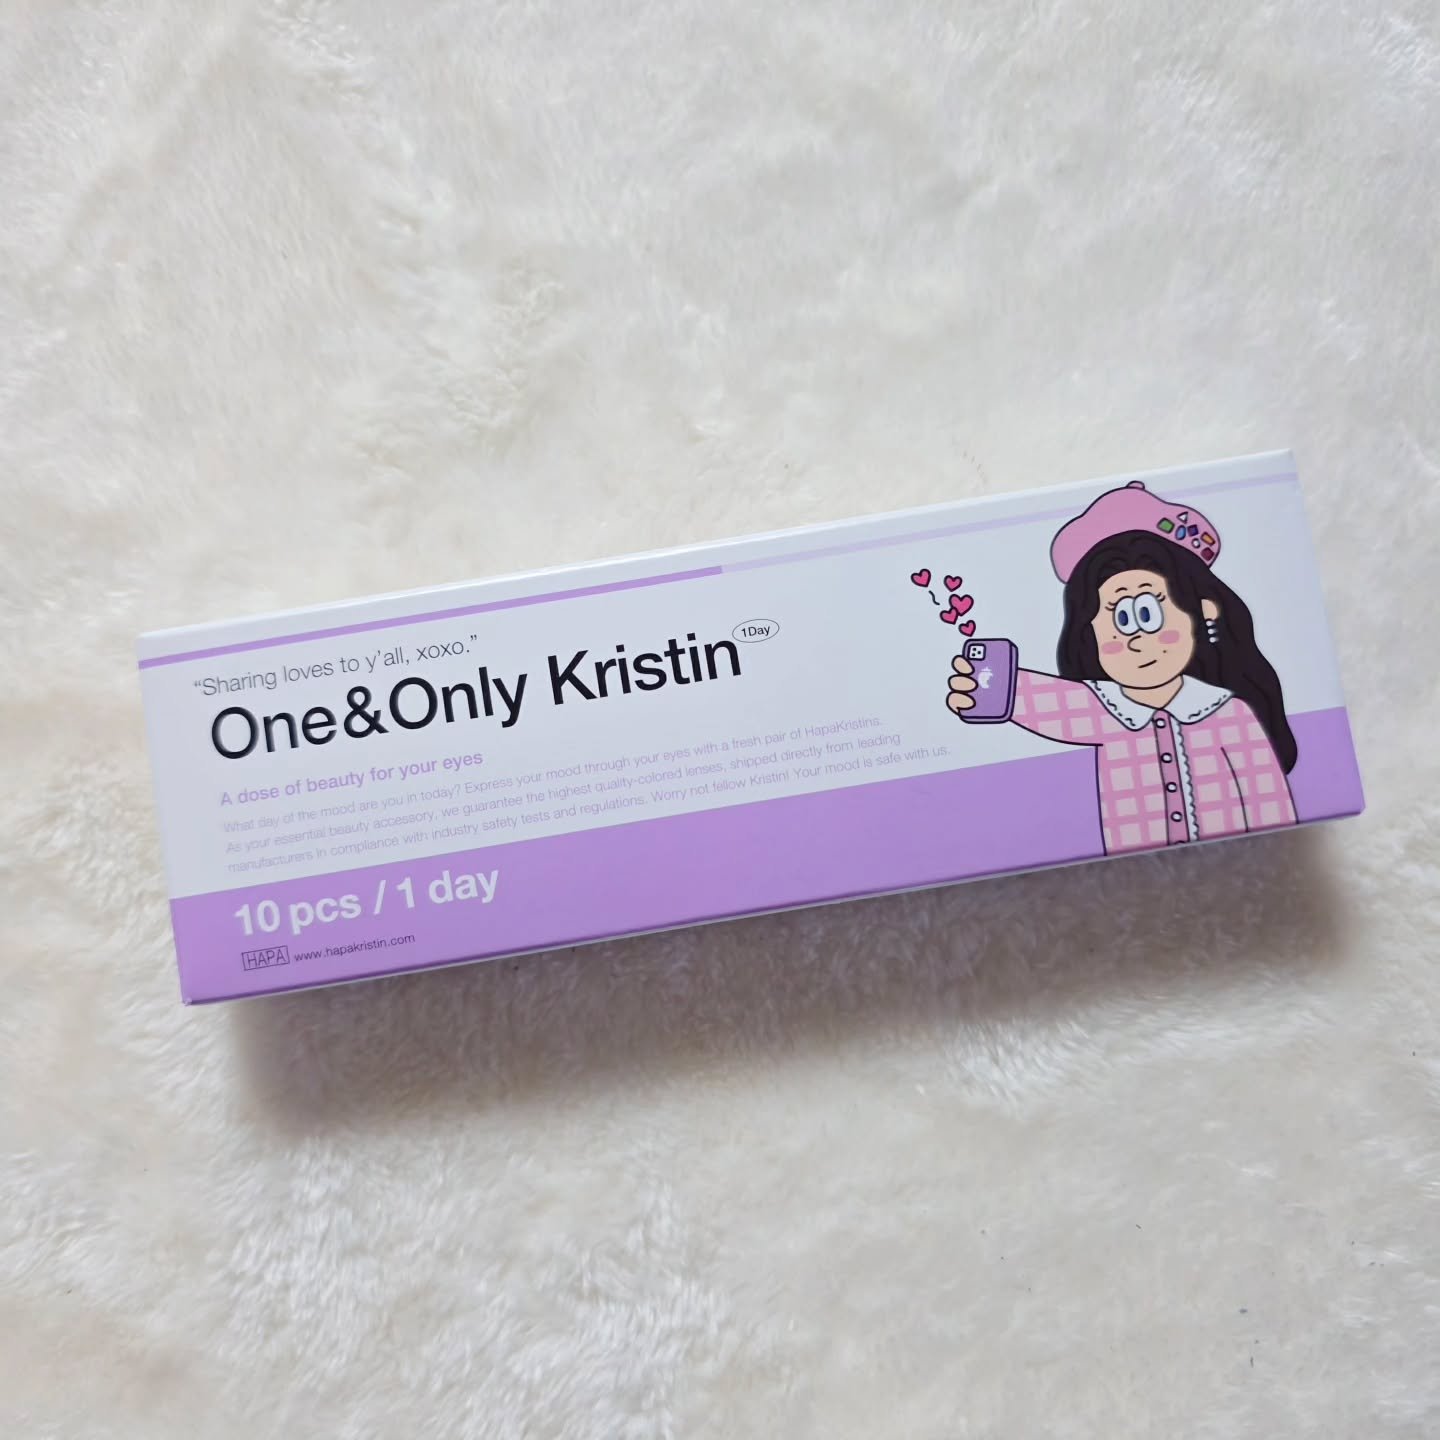 “Sharing loves to y’all, xoxo.”
One&Only Kristin 1Day
A dose of beauty for your eyes
What day of the mood are you in today? Express your mood through your eyes with a fresh pair of HapaKristins.
As your essential beauty accessory, we guarantee the highest quality-colored lenses, shipped directly from leading
manufacturers in compliance with industry safety tests and regulations. Worry not fellow Kristin! Your mood is safe with us.
10 pcs / 1 day
HAPA www.hapakristin.com